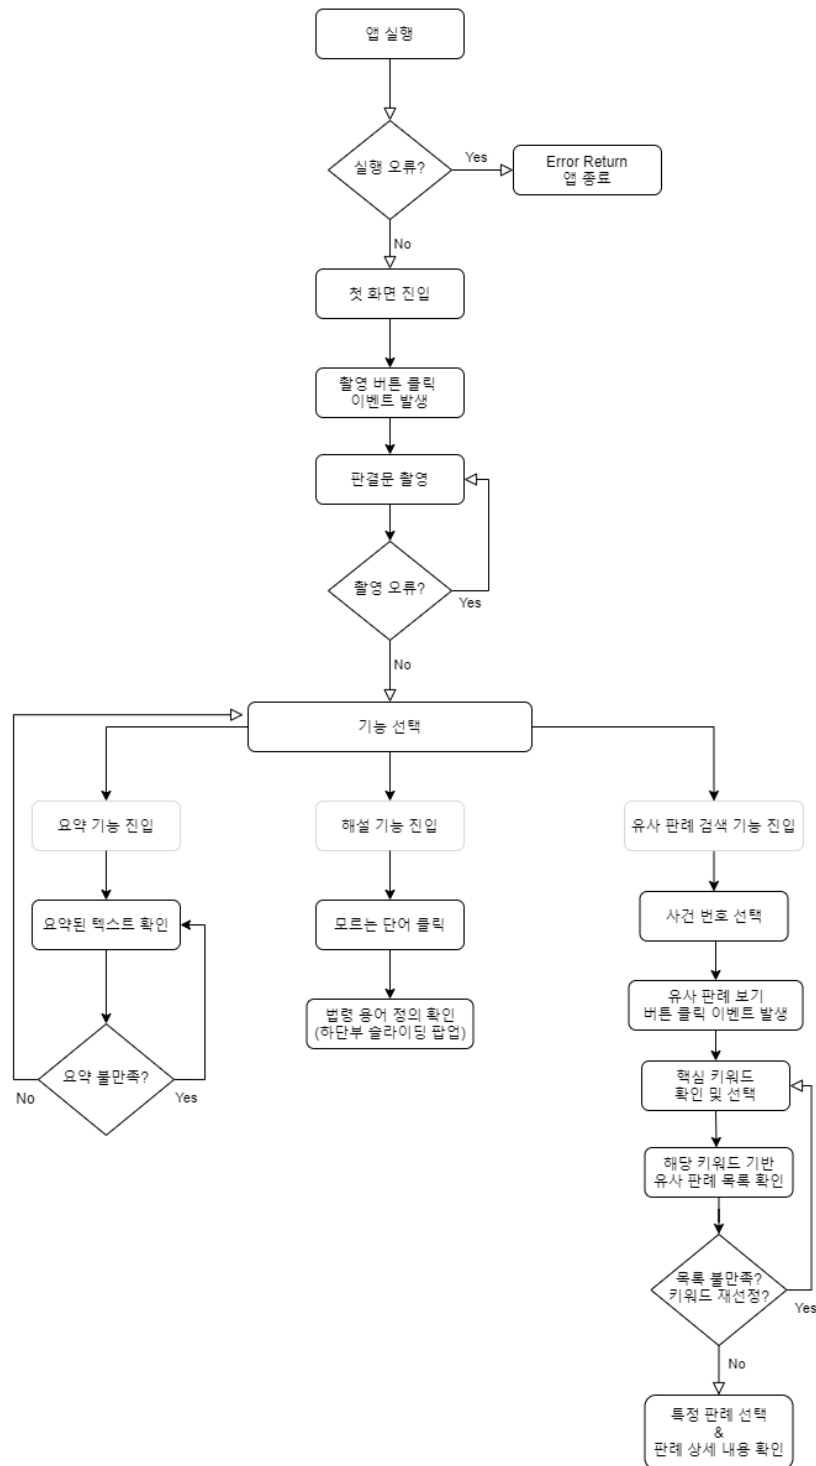 앱 실행
실행 오류?
Yes
Error Return
앱 종료
No
첫 화면 진입
촬영 버튼 클릭
이벤트 발생
판결문 촬영
촬영 오류?
Yes
No
기능 선택
요약 기능 진입
해설 기능 진입
유사 판례 검색 기능 진입
요약된 텍스트 확인
모르는 단어 클릭
사건 번호 선택
법령 용어 정의 확인
(하단부 슬라이딩 팝업)
유사 판례 보기
버튼 클릭 이벤트 발생
요약 불만족?
No
Yes
핵심 키워드
확인 및 선택
해당 키워드 기반
유사 판례 목록 확인
목록 불만족?
키워드 재선정?
Yes
No
특정 판례 선택
&
판례 상세 내용 확인